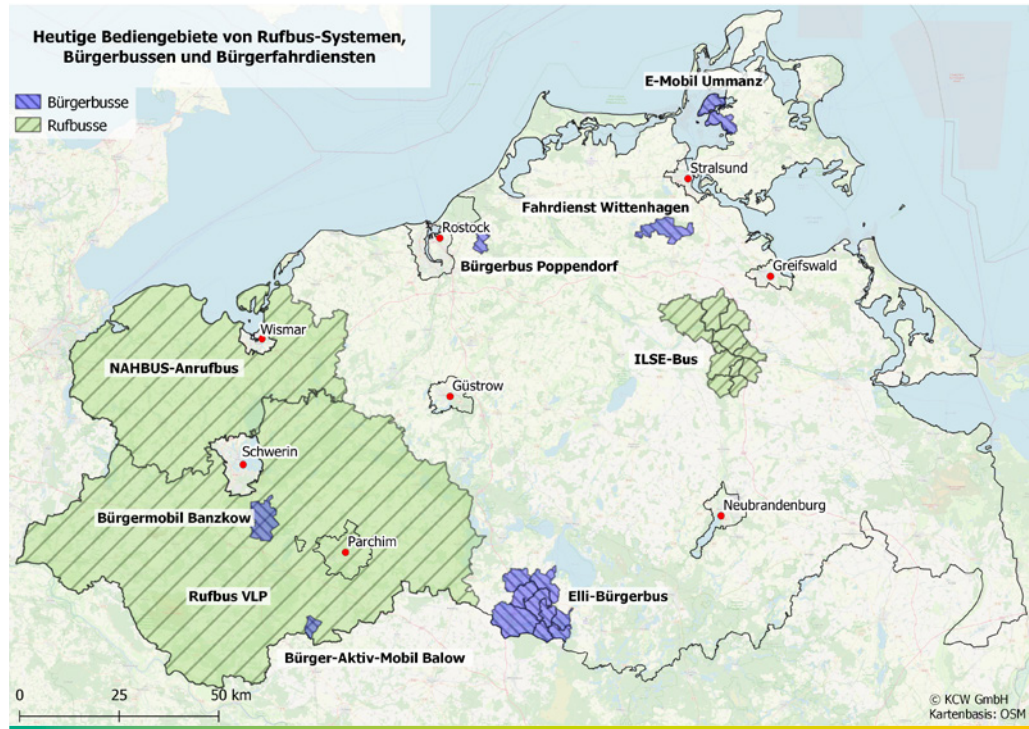 Heutige Bediengebiete von Rufbus-Systemen,
Bürgerbussen und Bürgerfahrdiensten
Bürgerbusse
Rufbusse
E-Mobil Ummanz
Stralsund
Fahrdienst Wittenhagen
Rostock
Bürgerbus Poppendorf
Greifswald
Wismar
NAHBUS-Anrufbus
ILSE-Bus
Güstrow
Schwerin
Bürgermobil Banzkow
Neubrandenburg
Parchim
Rufbus VLP
Elli-Bürgerbus
Bürger-Aktiv-Mobil Balow
0 25 50 km
© KCW GmbH
Kartenbasis: OSM